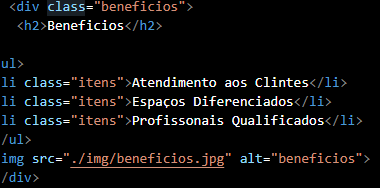 <div class="beneficios">
<h2>Beneficios</h2>
ul>
li class="itens">Atendimento aos Clintes</li>
li class="itens">Espaços Diferenciados</li>
li class="itens">Profissonais Qualificados</li>
/ul>
img src="./img/beneficios.jpg" alt="beneficios">
/div>